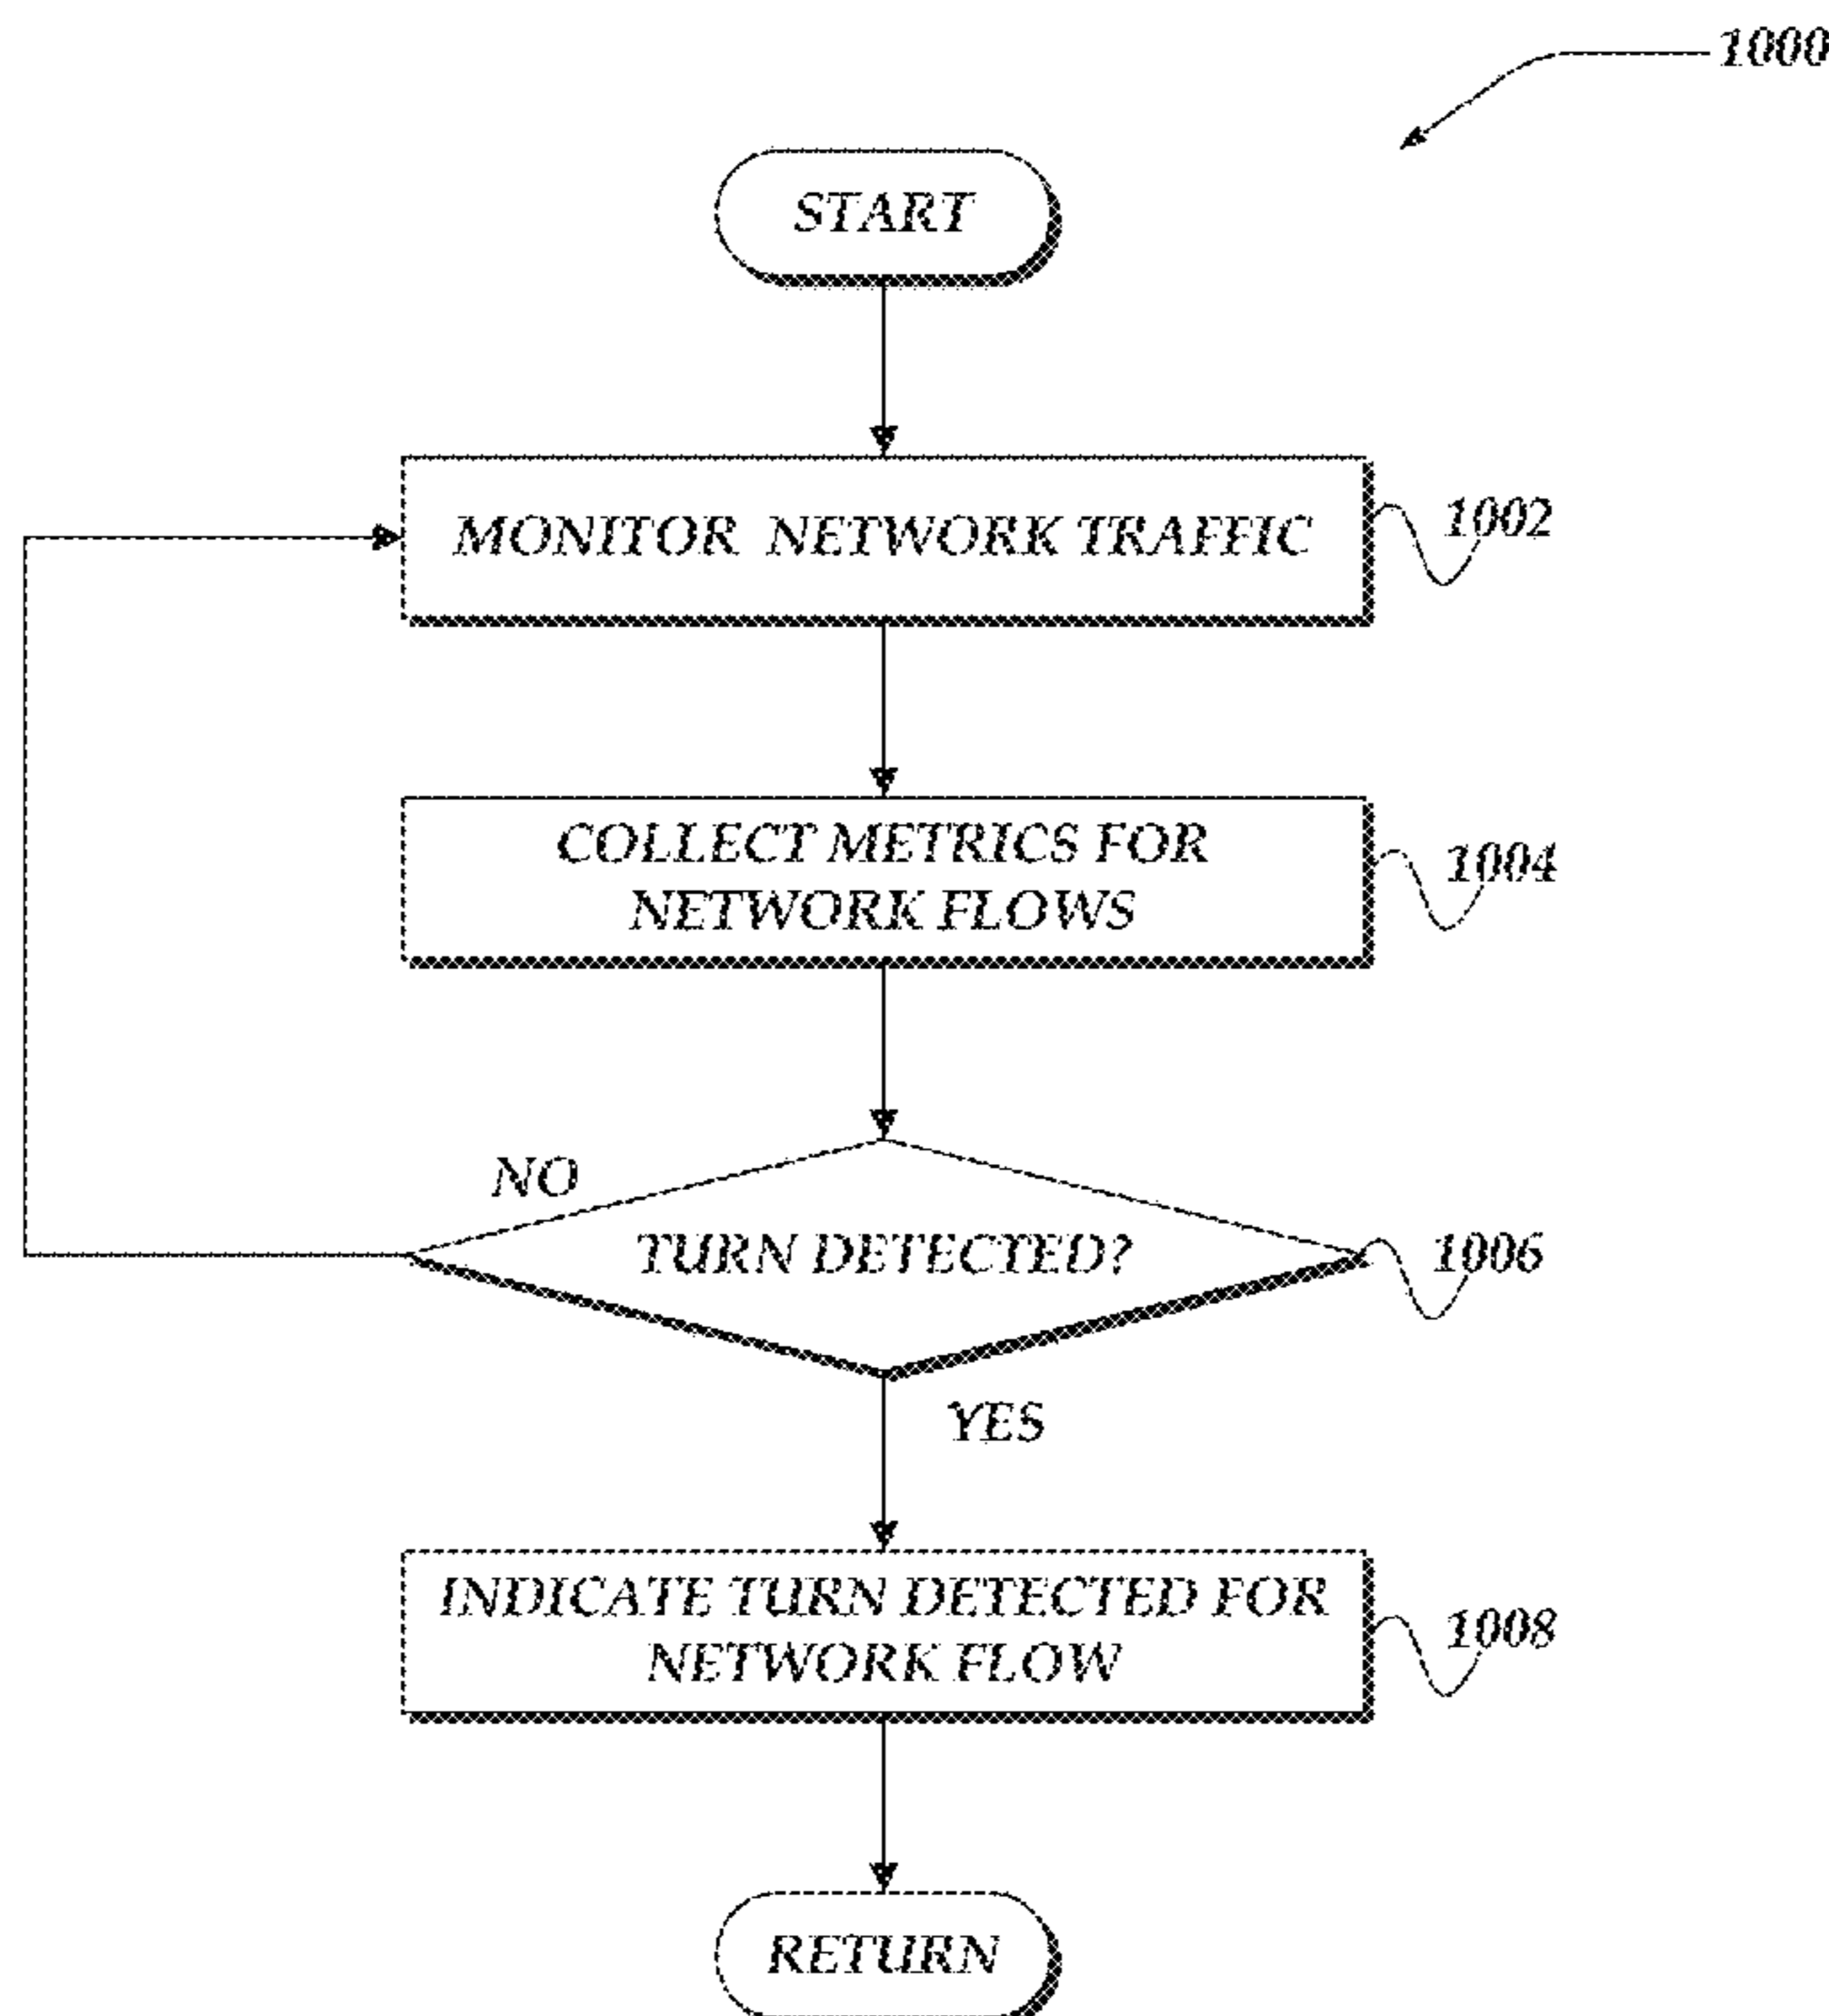 1000
START
MONITOR NETWORK TRAFFIC
1002
COLLECT METRICS FOR
NETWORK FLOWS
1004
NO
TURN DETECTED?
1006
YES
INDICATE TURN DETECTED FOR
NETWORK FLOW
1008
RETURN